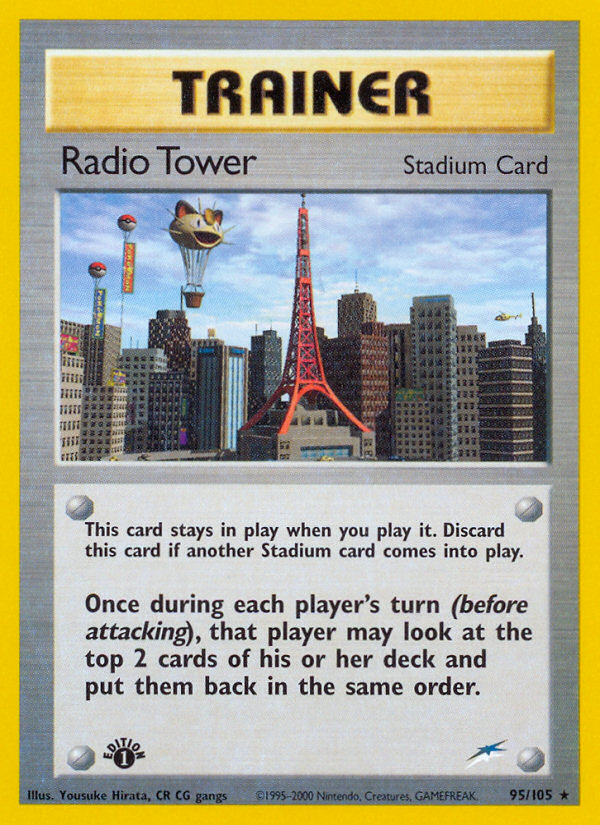 TRAINER
Radio Tower
Stadium Card
This card stays in play when you play it. Discard
this card if another Stadium card comes into play.
Once during each player's turn (before
attacking), that player may look at the
top 2 cards of his or her deck and
put them back in the same order.
EDITION
1
Illus. Yousuke Hirata, CR CG gangs
©1995–2000 Nintendo, Creatures, GAMEFREAK.
95/105 ★